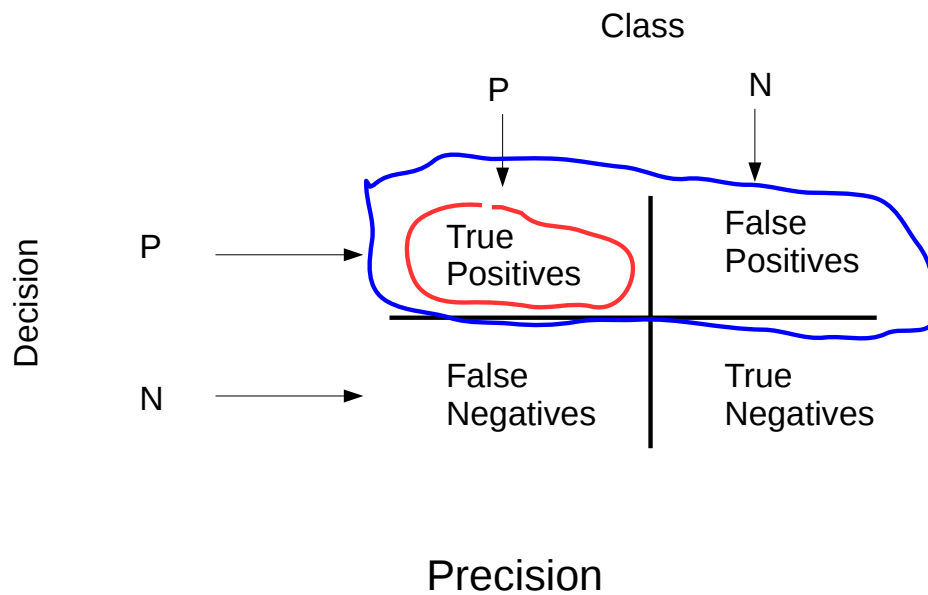 Class
P
N
Decision
P
True
Positives
False
Positives
N
False
Negatives
True
Negatives
Precision